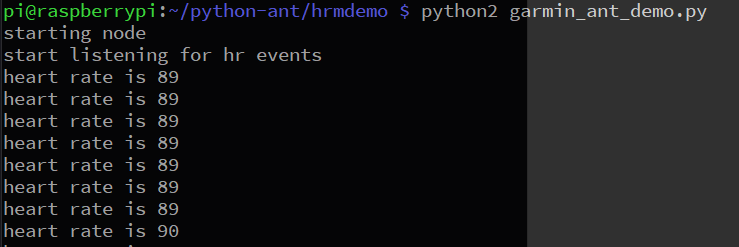 pi@raspberrypi:~/python-ant/hrmdemo $ python2 garmin_ant_demo.py
starting node
start listening for hr events
heart rate is 89
heart rate is 89
heart rate is 89
heart rate is 89
heart rate is 89
heart rate is 89
heart rate is 89
heart rate is 90